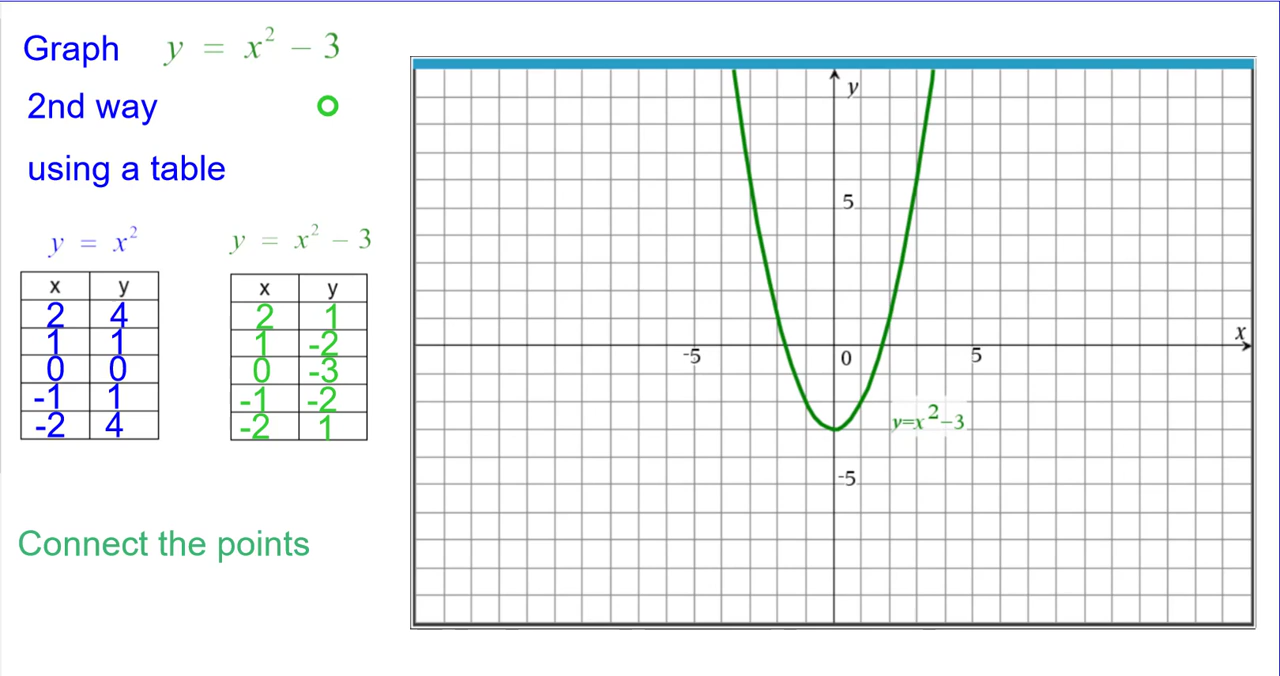 Graph y = x² − 3
2nd way
using a table
y = x²
x y
2 4
1 1
0 0
-1 1
-2 4
y = x² − 3
x y
2 1
1 -2
0 -3
-1 -2
-2 1
Connect the points
y
5
x
-5 0 5
y=x²−3
-5